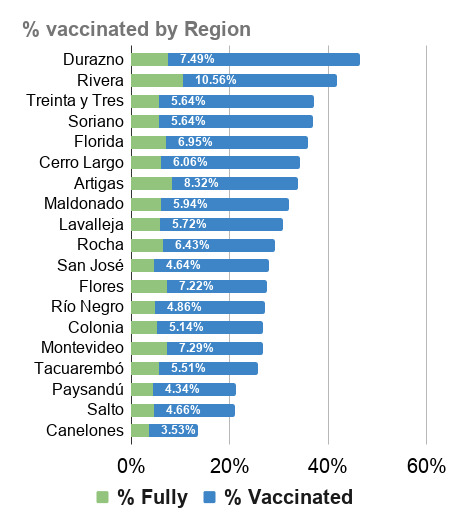 % vaccinated by Region
Durazno 7.49%
Rivera 10.56%
Treinta y Tres 5.64%
Soriano 5.64%
Florida 6.95%
Cerro Largo 6.06%
Artigas 8.32%
Maldonado 5.94%
Lavalleja 5.72%
Rocha 6.43%
San José 4.64%
Flores 7.22%
Río Negro 4.86%
Colonia 5.14%
Montevideo 7.29%
Tacuarembó 5.51%
Paysandú 4.34%
Salto 4.66%
Canelones 3.53%
0% 20% 40% 60%
% Fully % Vaccinated